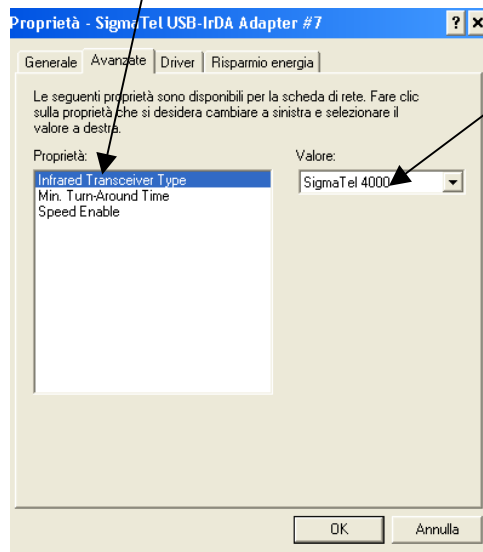 Proprietà - SigmaTel USB-IrDA Adapter #7
Generale Avanzate Driver Risparmio energia
Le seguenti proprietà sono disponibili per la scheda di rete. Fare clic
sulla proprietà che si desidera cambiare a sinistra e selezionare il
valore a destra.
Proprietà:
Valore:
Infrared Transceiver Type
Min. Turn-Around Time
Speed Enable
SigmaTel 4000
OK Annulla